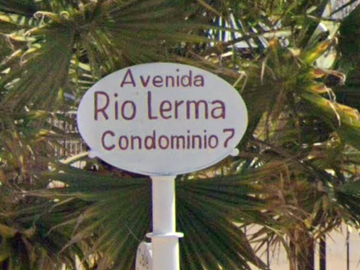 Avenida
Rio Lerma
Condominio 7